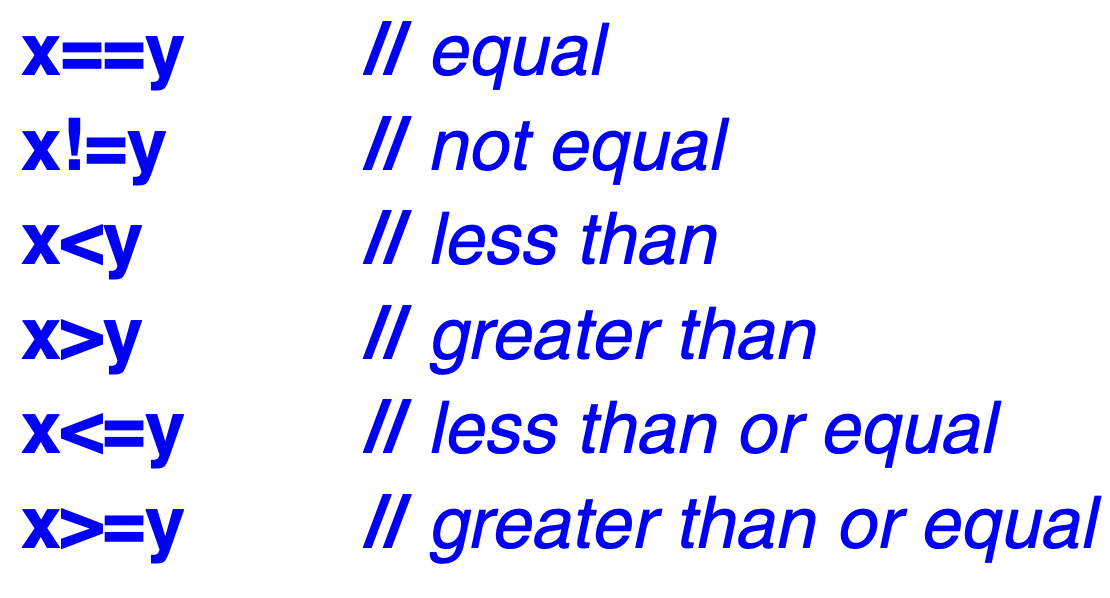 x==y // equal
x!=y // not equal
x<y // less than
x>y // greater than
x<=y // less than or equal
x>=y // greater than or equal